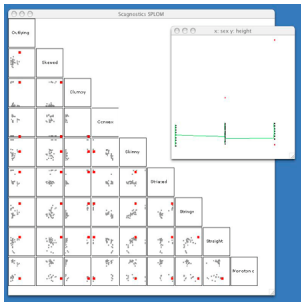 Scagnostics SPLOM
x: sex y: height
Outlying
Skewed
Clumpy
Convex
Skinny
Striated
Stringy
Straight
Monotonic